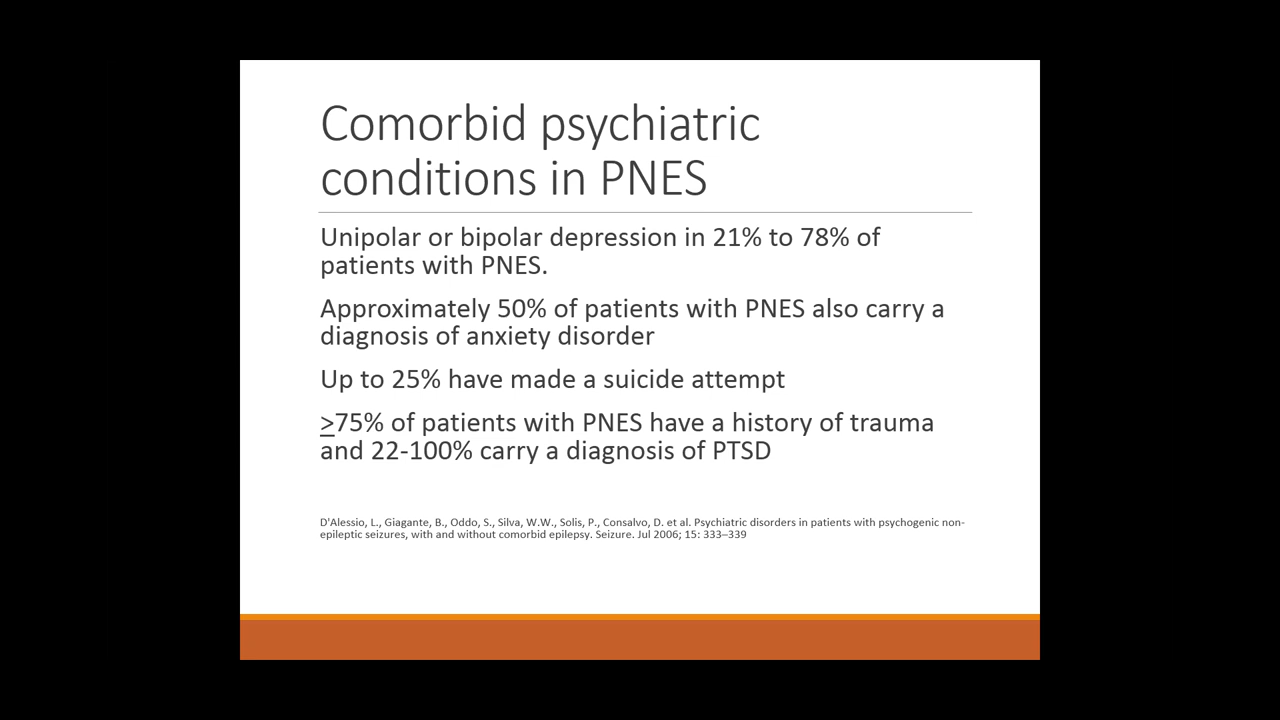 Comorbid psychiatric
conditions in PNES
Unipolar or bipolar depression in 21% to 78% of
patients with PNES.
Approximately 50% of patients with PNES also carry a
diagnosis of anxiety disorder
Up to 25% have made a suicide attempt
>75% of patients with PNES have a history of trauma
and 22-100% carry a diagnosis of PTSD
D'Alessio, L., Giagante, B., Oddo, S., Silva, W.W., Solis, P., Consalvo, D. et al. Psychiatric disorders in patients with psychogenic non-
epileptic seizures, with and without comorbid epilepsy. Seizure. Jul 2006; 15: 333–339